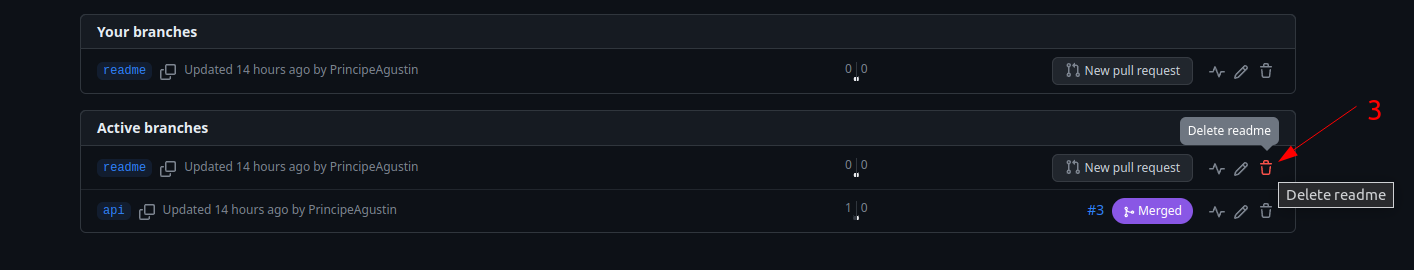 Your branches
readme Updated 14 hours ago by PrincipeAgustin 0 0 New pull request
Active branches
3
Delete readme
readme Updated 14 hours ago by PrincipeAgustin 0 0 New pull request
Delete readme
api Updated 14 hours ago by PrincipeAgustin 1 0 #3 Merged